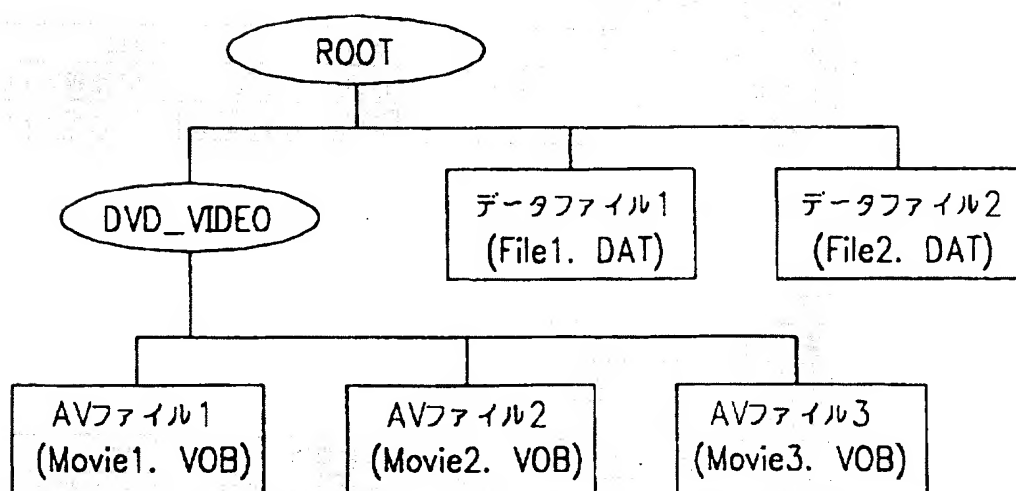 ROOT
DVD_VIDEO
データファイル1
(File1. DAT)
データファイル2
(File2. DAT)
AVファイル1
(Movie1. VOB)
AVファイル2
(Movie2. VOB)
AVファイル3
(Movie3. VOB)